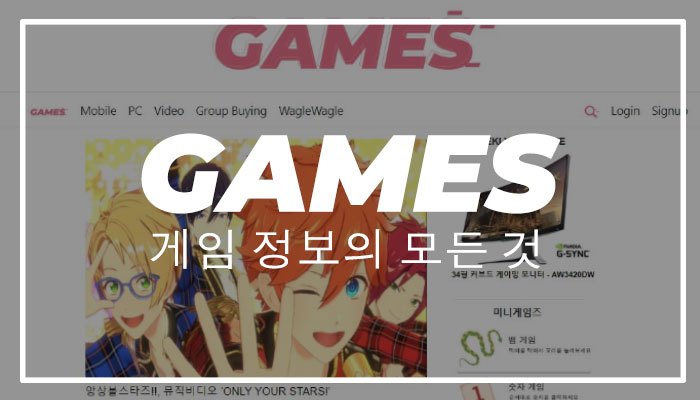 GAMES
GAMES Mobile PC Video Group Buying WagleWagle Login Signup
GAMES
게임 정보의 모든 것
NVIDIA
G-SYNC
34형 커브드 게이밍 모니터 - AW3420DW
미니게임즈
뱀 게임
숫자 게임
앙상블스타즈!!, 뮤직비디오 'ONLY YOUR STARS!'